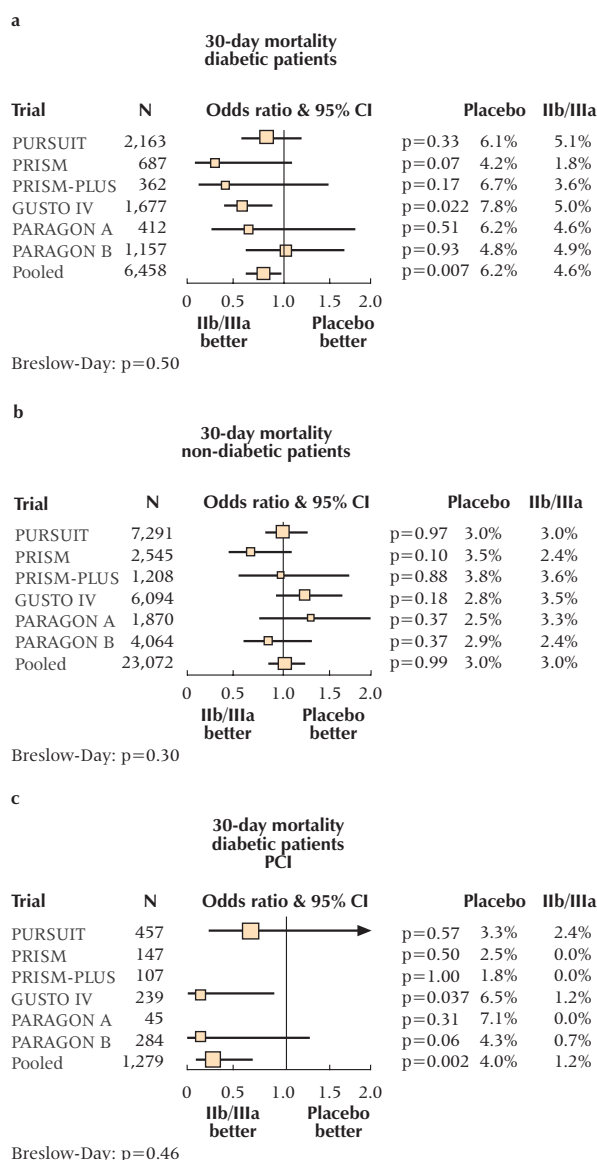 a
30-day mortality
diabetic patients
Trial N Odds ratio & 95% CI Placebo IIb/IIIa
PURSUIT 2,163 p=0.33 6.1% 5.1%
PRISM 687 p=0.07 4.2% 1.8%
PRISM-PLUS 362 p=0.17 6.7% 3.6%
GUSTO IV 1,677 p=0.022 7.8% 5.0%
PARAGON A 412 p=0.51 6.2% 4.6%
PARAGON B 1,157 p=0.93 4.8% 4.9%
Pooled 6,458 p=0.007 6.2% 4.6%
0 0.5 1.0 1.5 2.0
IIb/IIIa Placebo
better better
Breslow-Day: p=0.50
b
30-day mortality
non-diabetic patients
Trial N Odds ratio & 95% CI Placebo IIb/IIIa
PURSUIT 7,291 p=0.97 3.0% 3.0%
PRISM 2,545 p=0.10 3.5% 2.4%
PRISM-PLUS 1,208 p=0.88 3.8% 3.6%
GUSTO IV 6,094 p=0.18 2.8% 3.5%
PARAGON A 1,870 p=0.37 2.5% 3.3%
PARAGON B 4,064 p=0.37 2.9% 2.4%
Pooled 23,072 p=0.99 3.0% 3.0%
0 0.5 1.0 1.5 2.0
IIb/IIIa Placebo
better better
Breslow-Day: p=0.30
c
30-day mortality
diabetic patients
PCI
Trial N Odds ratio & 95% CI Placebo IIb/IIIa
PURSUIT 457 p=0.57 3.3% 2.4%
PRISM 147 p=0.50 2.5% 0.0%
PRISM-PLUS 107 p=1.00 1.8% 0.0%
GUSTO IV 239 p=0.037 6.5% 1.2%
PARAGON A 45 p=0.31 7.1% 0.0%
PARAGON B 284 p=0.06 4.3% 0.7%
Pooled 1,279 p=0.002 4.0% 1.2%
0 0.5 1.0 1.5 2.0
IIb/IIIa Placebo
better better
Breslow-Day: p=0.46